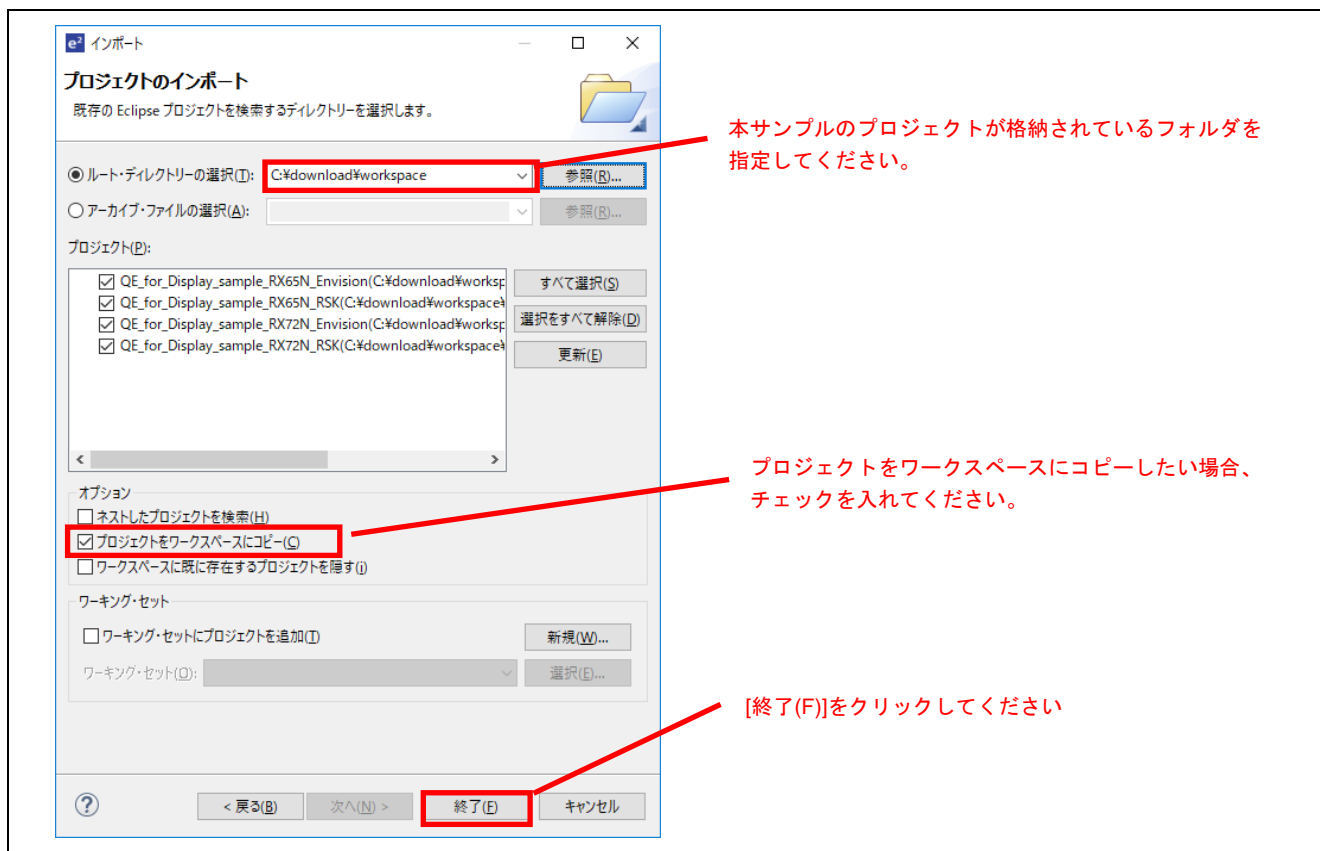 e² インポート
プロジェクトのインポート
既存の Eclipse プロジェクトを検索するディレクトリーを選択します。
本サンプルのプロジェクトが格納されているフォルダを
指定してください。
ルート・ディレクトリーの選択(T): C:¥download¥workspace 参照(R)...
アーカイブ・ファイルの選択(A): 参照(R)...
プロジェクト(P):
QE_for_Display_sample_RX65N_Envision(C:¥download¥worksp
QE_for_Display_sample_RX65N_RSK(C:¥download¥workspace¥
QE_for_Display_sample_RX72N_Envision(C:¥download¥worksp
QE_for_Display_sample_RX72N_RSK(C:¥download¥workspace¥
すべて選択(S)
選択をすべて解除(D)
更新(E)
プロジェクトをワークスペースにコピーしたい場合、
チェックを入れてください。
オプション
ネストしたプロジェクトを検索(H)
プロジェクトをワークスペースにコピー(C)
ワークスペースに既に存在するプロジェクトを隠す(i)
ワーキング・セット
ワーキング・セットにプロジェクトを追加(T) 新規(W)...
ワーキング・セット(O): 選択(E)...
[終了(F)]をクリックしてください
? < 戻る(B) 次へ(N) > 終了(F) キャンセル